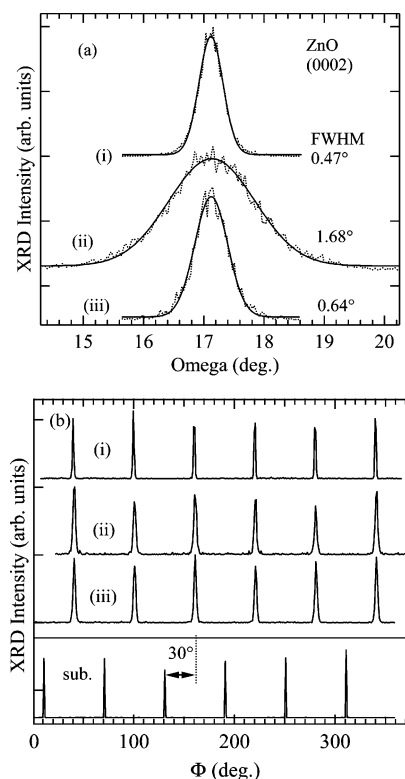 (a)
ZnO
(0002)
FWHM
(i)
0.47°
(ii)
1.68°
(iii)
0.64°
XRD Intensity (arb. units)
15 16 17 18 19 20
Omega (deg.)
(b)
(i)
(ii)
(iii)
30°
sub.
XRD Intensity (arb. units)
0 100 200 300
Φ (deg.)